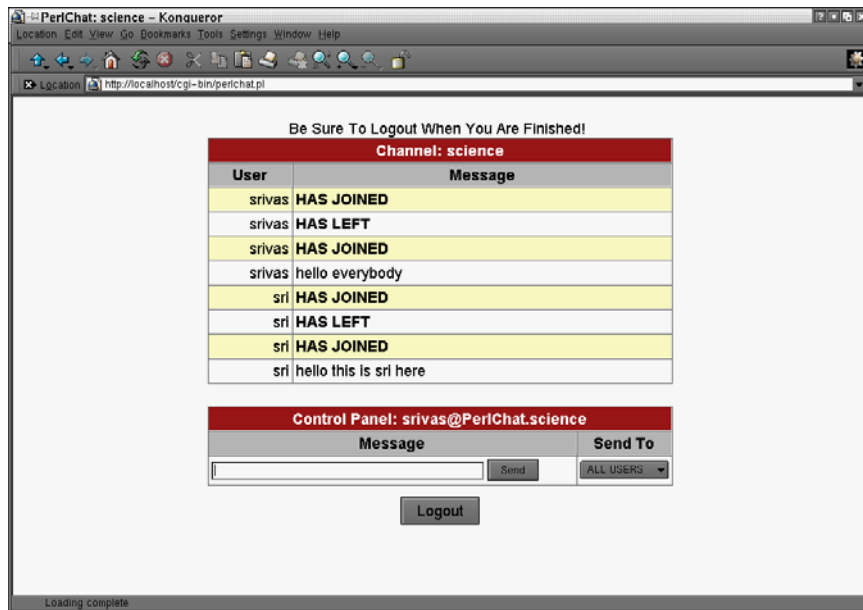 PerlChat: science - Konqueror
Location Edit View Go Bookmarks Tools Settings Window Help
Location http://localhost/cgi-bin/perlchat.pl
Be Sure To Logout When You Are Finished!
Channel: science
User Message
srivas HAS JOINED
srivas HAS LEFT
srivas HAS JOINED
srivas hello everybody
sri HAS JOINED
sri HAS LEFT
sri HAS JOINED
sri hello this is sri here
Control Panel: srivas@PerlChat.science
Message Send To
Send ALL USERS
Logout
Loading complete